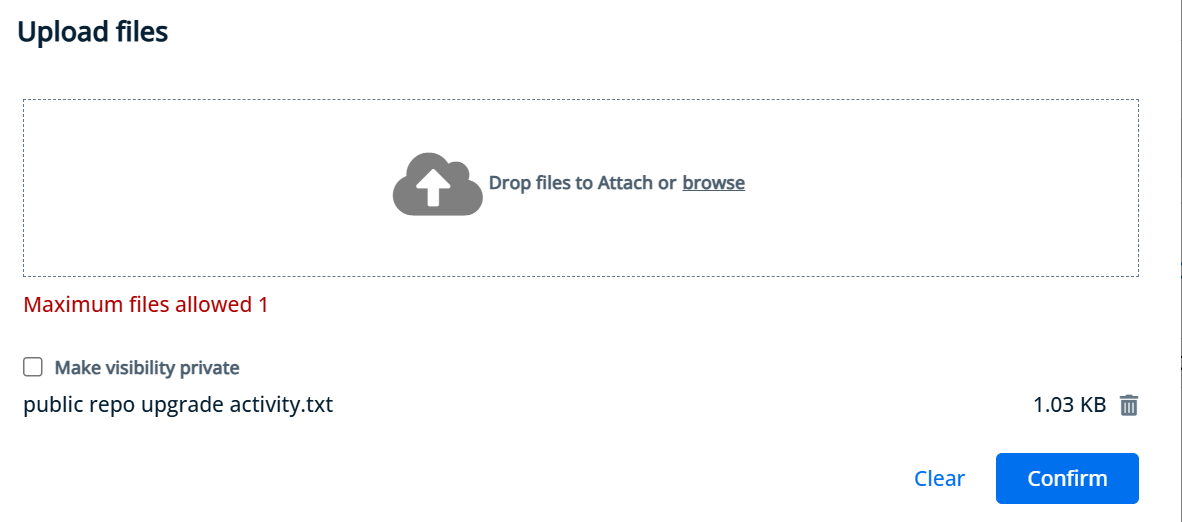 Upload files
Drop files to Attach or browse
Maximum files allowed 1
Make visibility private
public repo upgrade activity.txt 1.03 KB
Clear Confirm